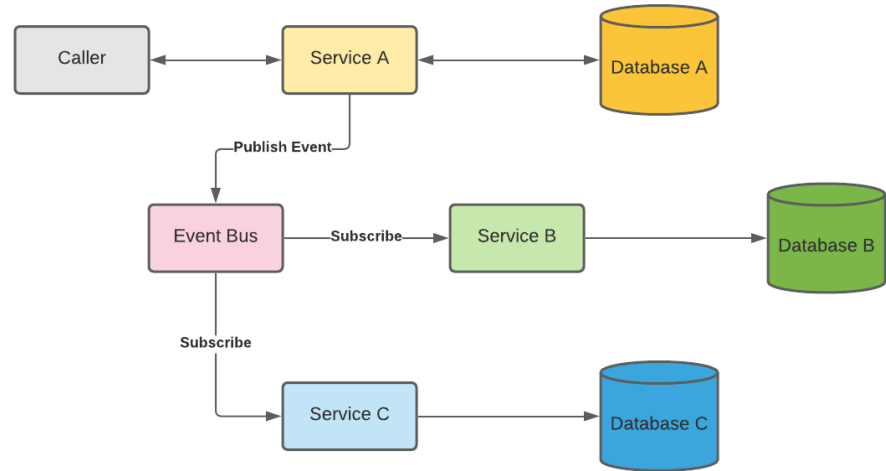 Caller
Service A
Database A
Publish Event
Event Bus
Subscribe
Service B
Database B
Subscribe
Service C
Database C